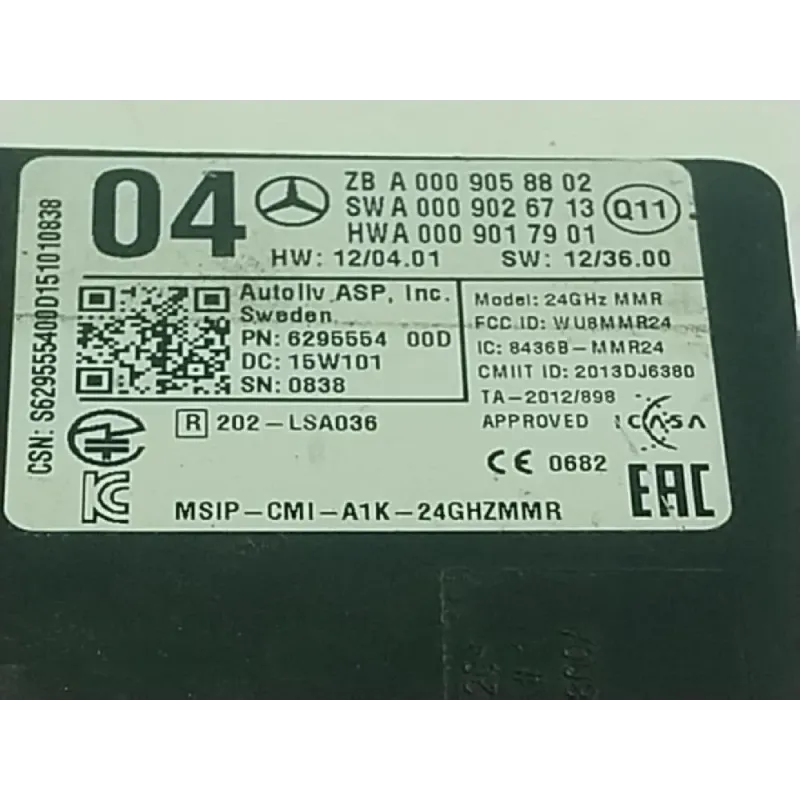 04
ZB A 000 905 88 02
SW A 000 902 67 13
HW A 000 901 79 01
Q11
HW: 12/04.01 SW: 12/36.00
Autoliv ASP, Inc.
Sweden
PN: 6295554 00D
DC: 15W101
SN: 0838
Model: 24GHz MMR
FCC ID: WU8MMR24
IC: 8436B-MMR24
CMIIT ID: 2013DJ6380
TA-2012/898
APPROVED
ICASA
CSN: S629555400D151010838
R 202-LSA036
CE 0682
EAC
MSIP-CMI-A1K-24GHZMMR